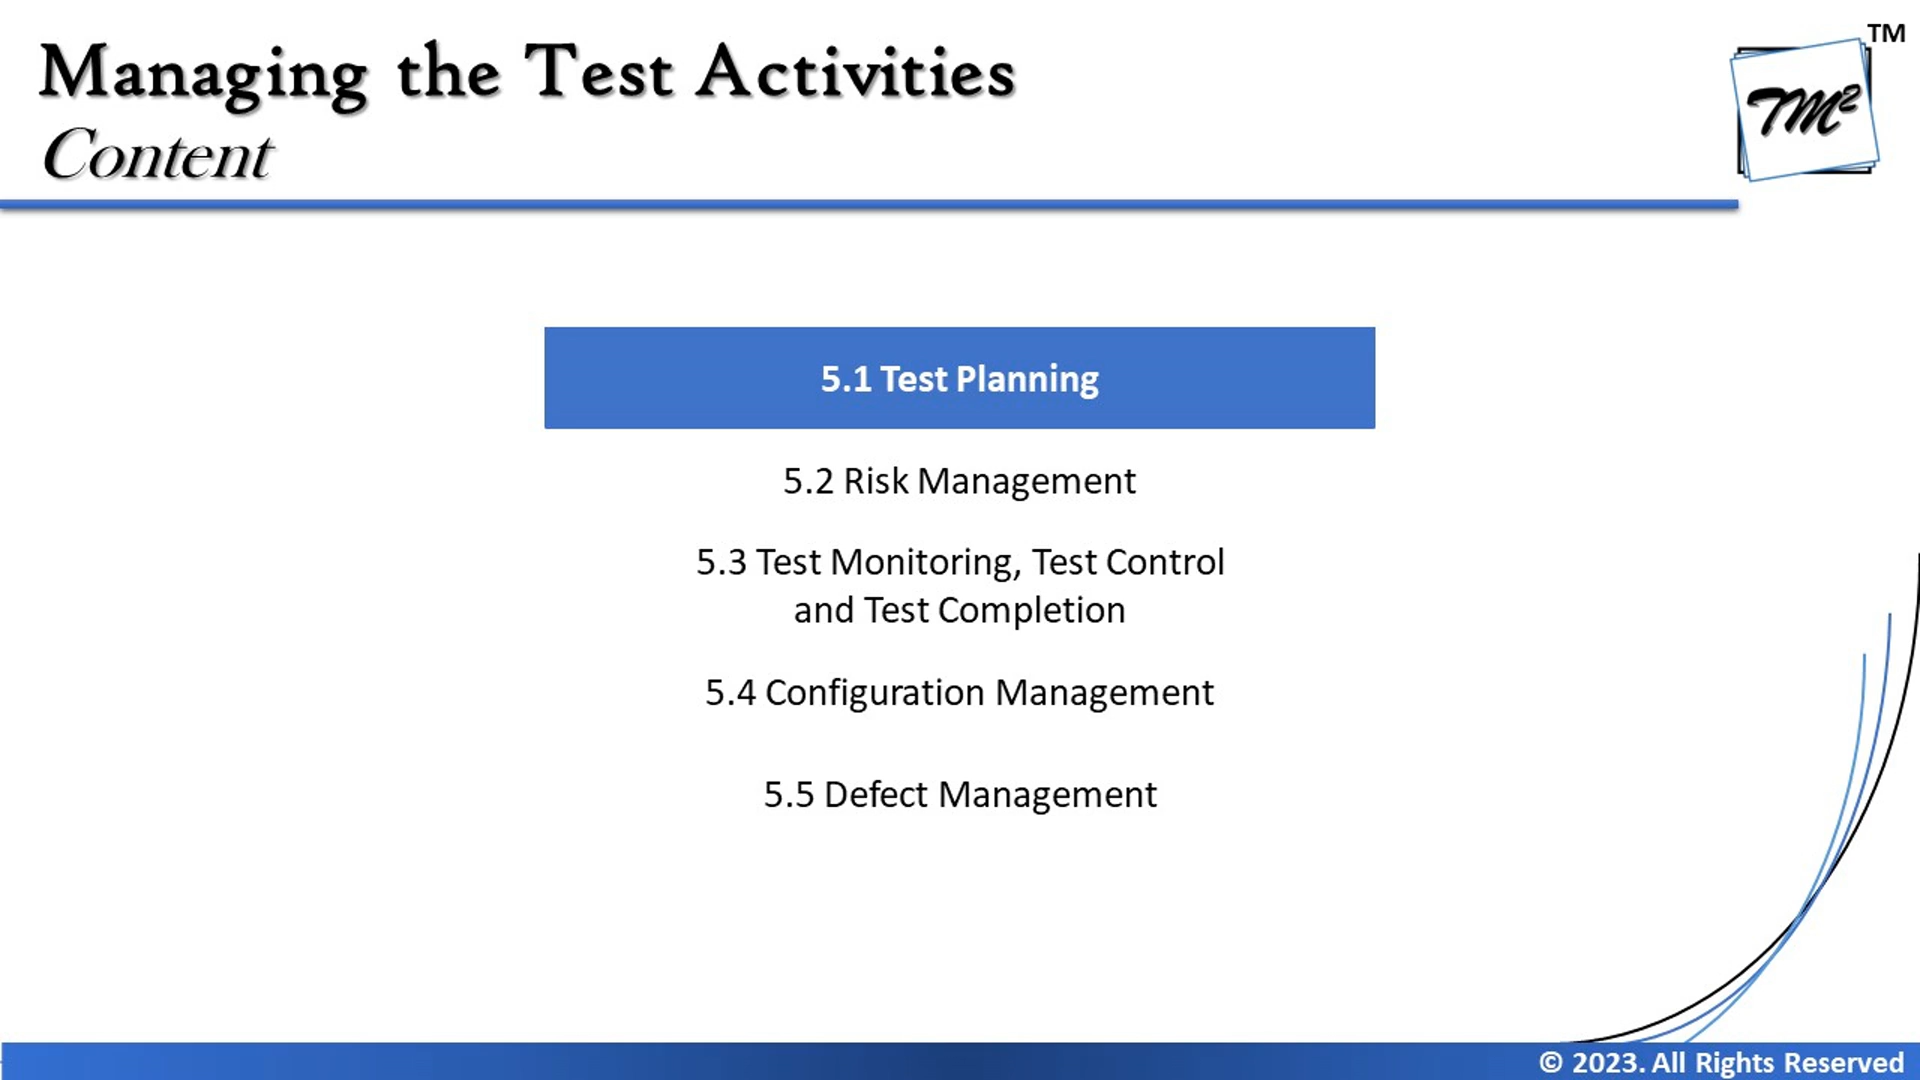 Managing the Test Activities
Content
TM
TM²
5.1 Test Planning
5.2 Risk Management
5.3 Test Monitoring, Test Control
and Test Completion
5.4 Configuration Management
5.5 Defect Management
© 2023. All Rights Reserved